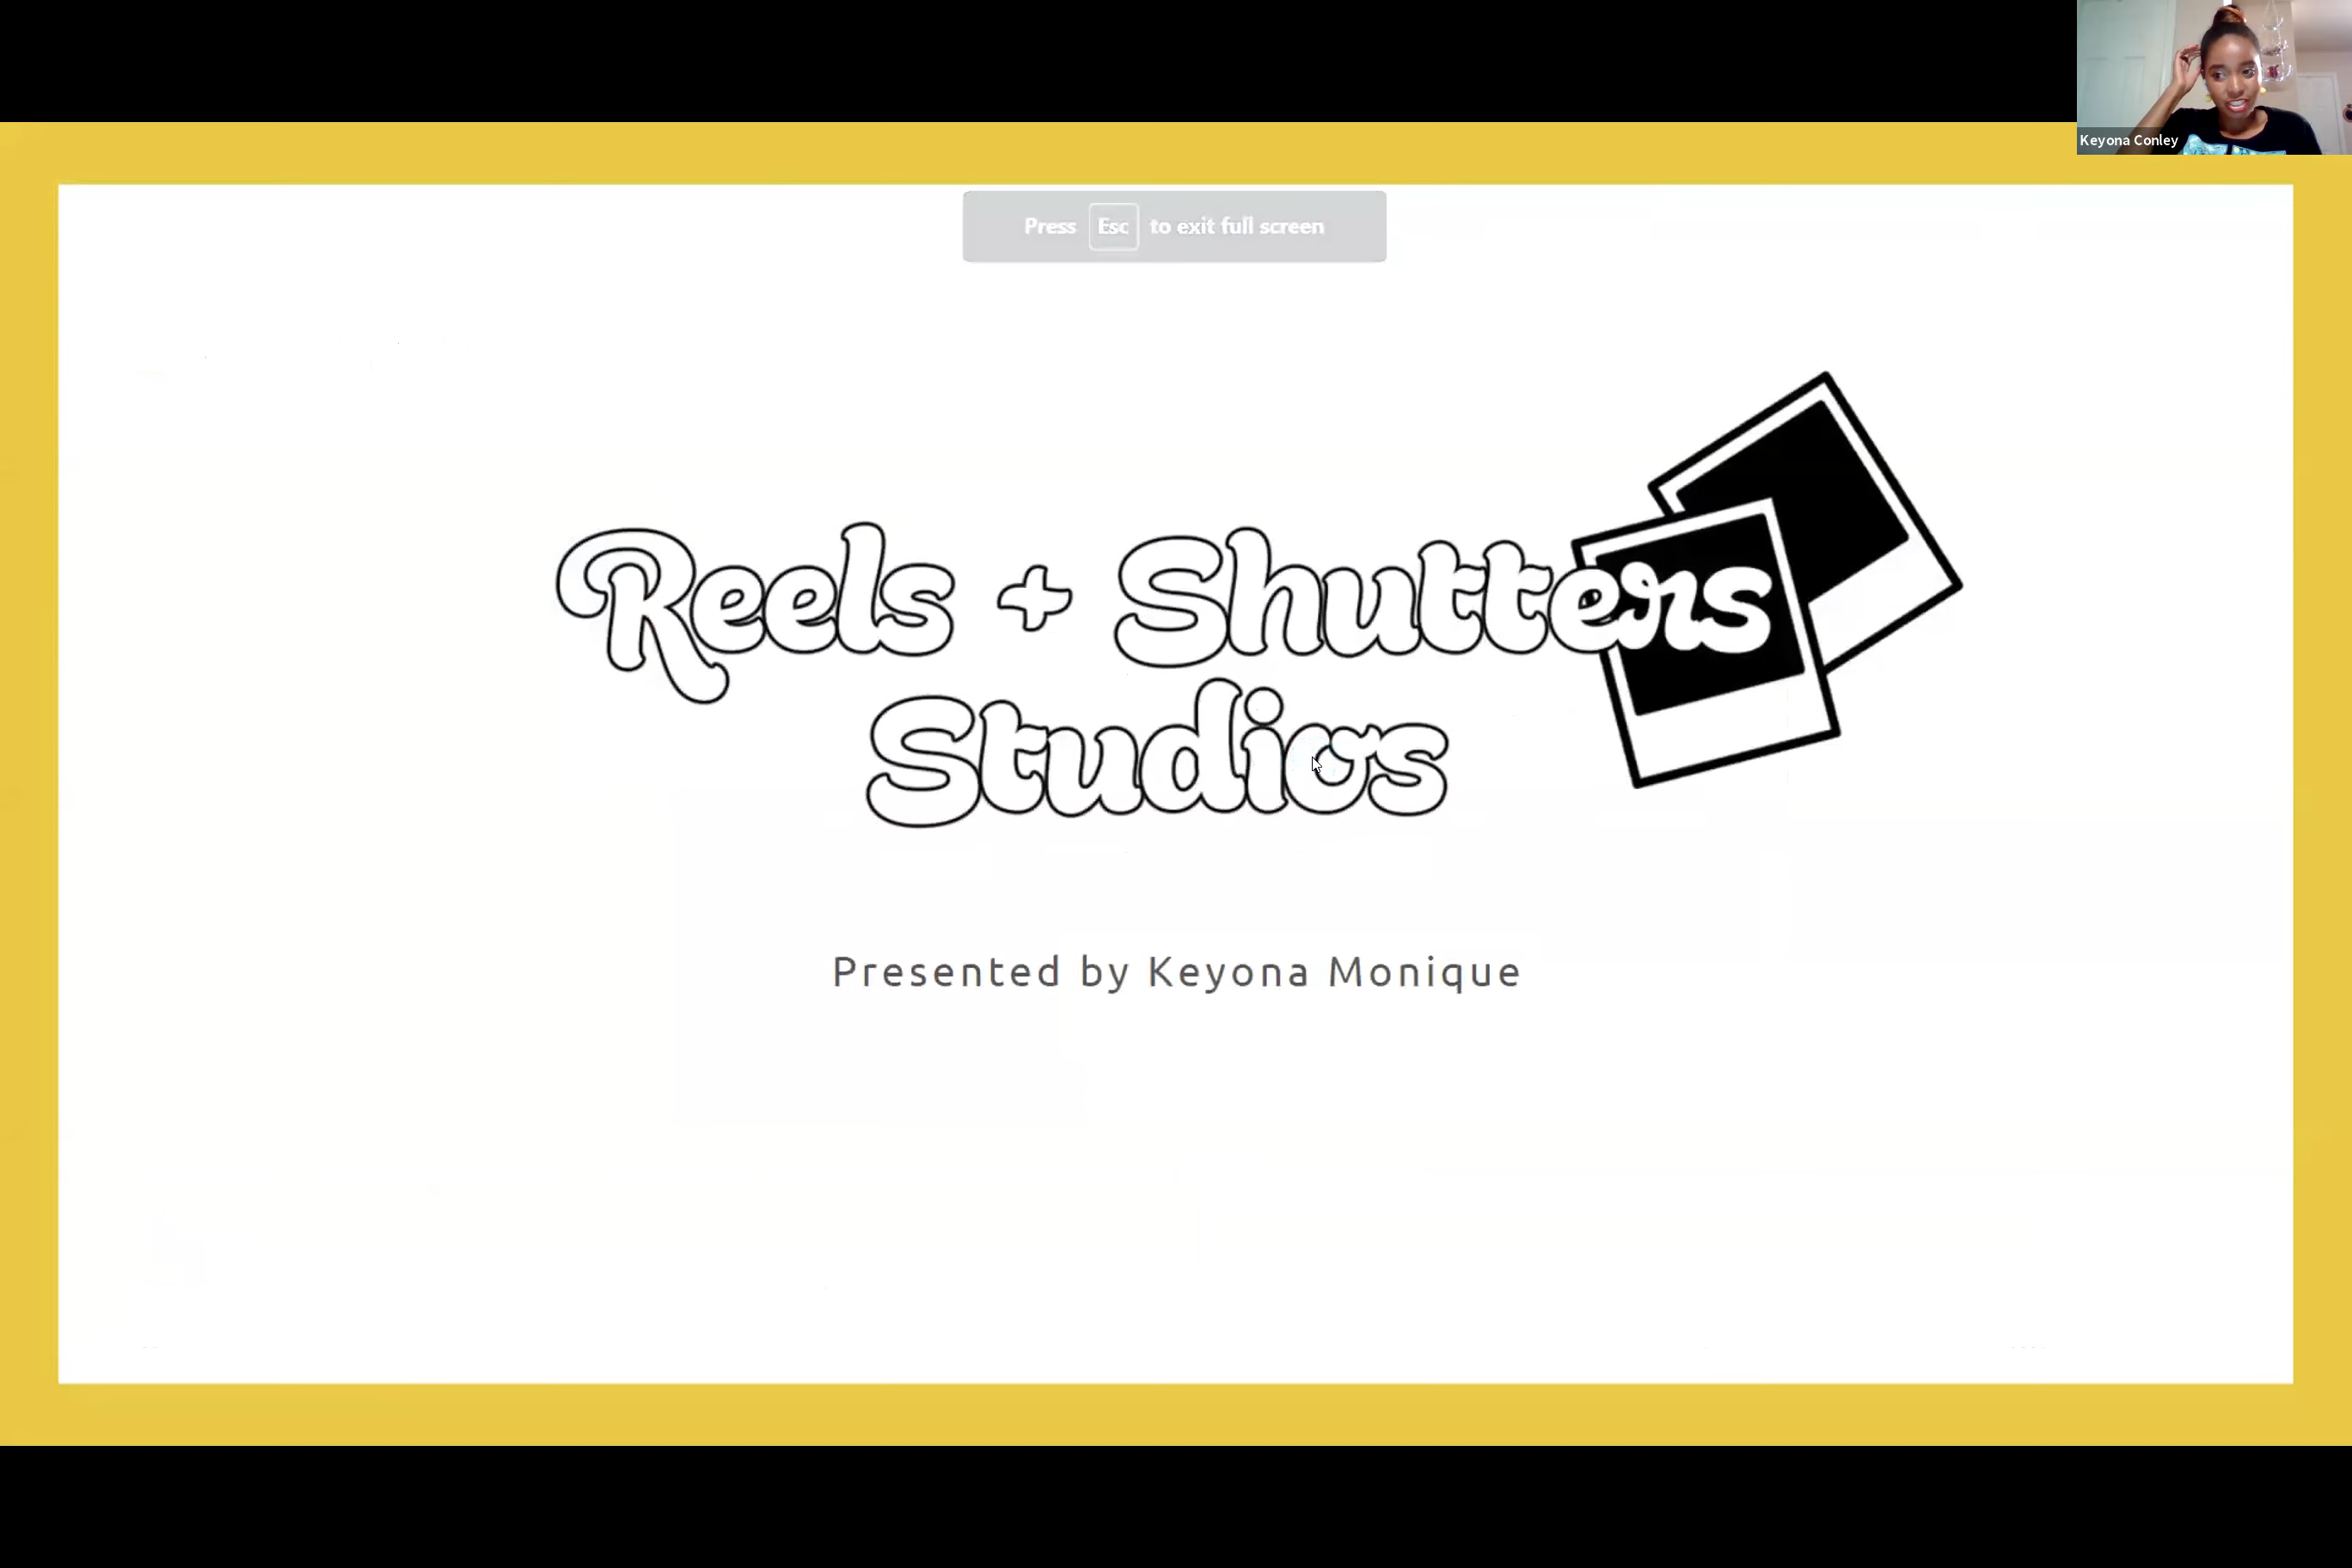 Keyona Conley
Press Esc to exit full screen
Reels + Shutters
Studios
Presented by Keyona Monique